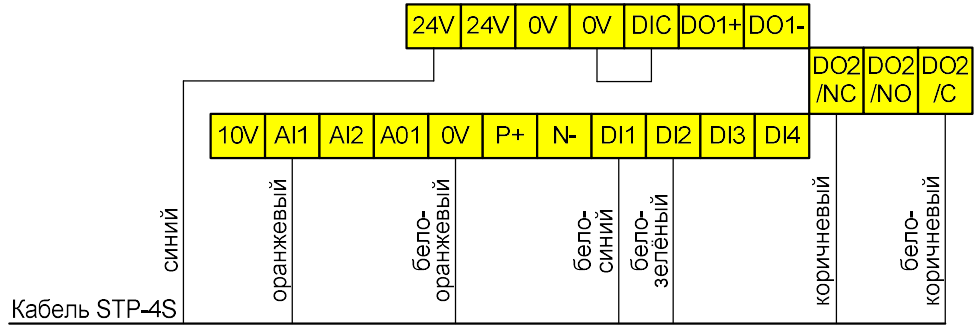 24V 24V 0V 0V DIC DO1+ DO1-
DO2 DO2 DO2
/NC /NO /C
10V AI1 AI2 A01 0V P+ N- DI1 DI2 DI3 DI4
синий
оранжевый
бело-
оранжевый
бело-
синий
бело-
зелёный
коричневый
бело-
коричневый
Кабель STP-4S